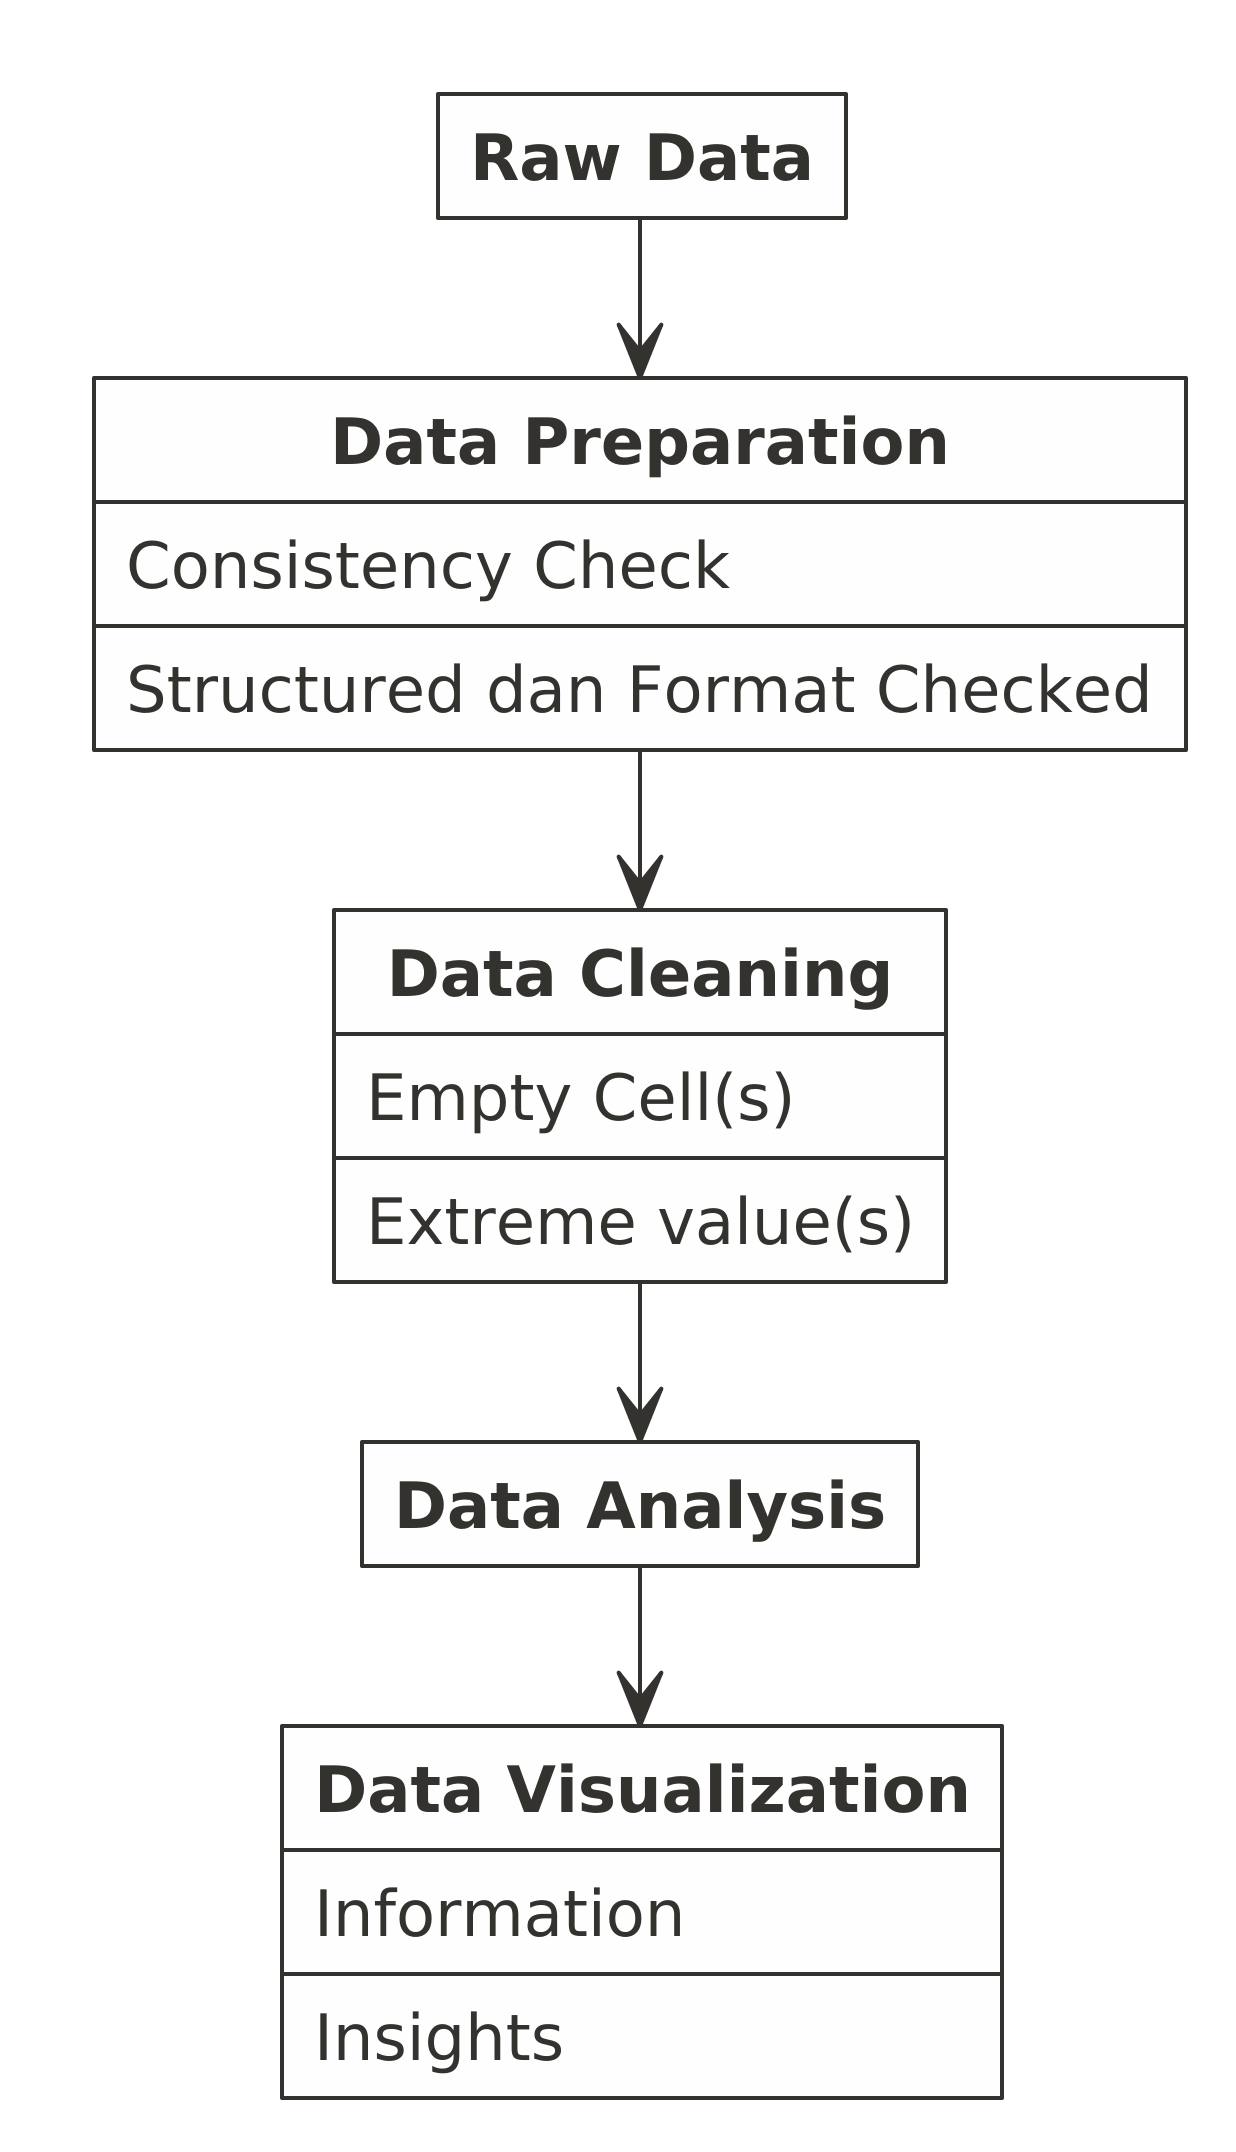 Raw Data
Data Preparation
Consistency Check
Structured dan Format Checked
Data Cleaning
Empty Cell(s)
Extreme value(s)
Data Analysis
Data Visualization
Information
Insights